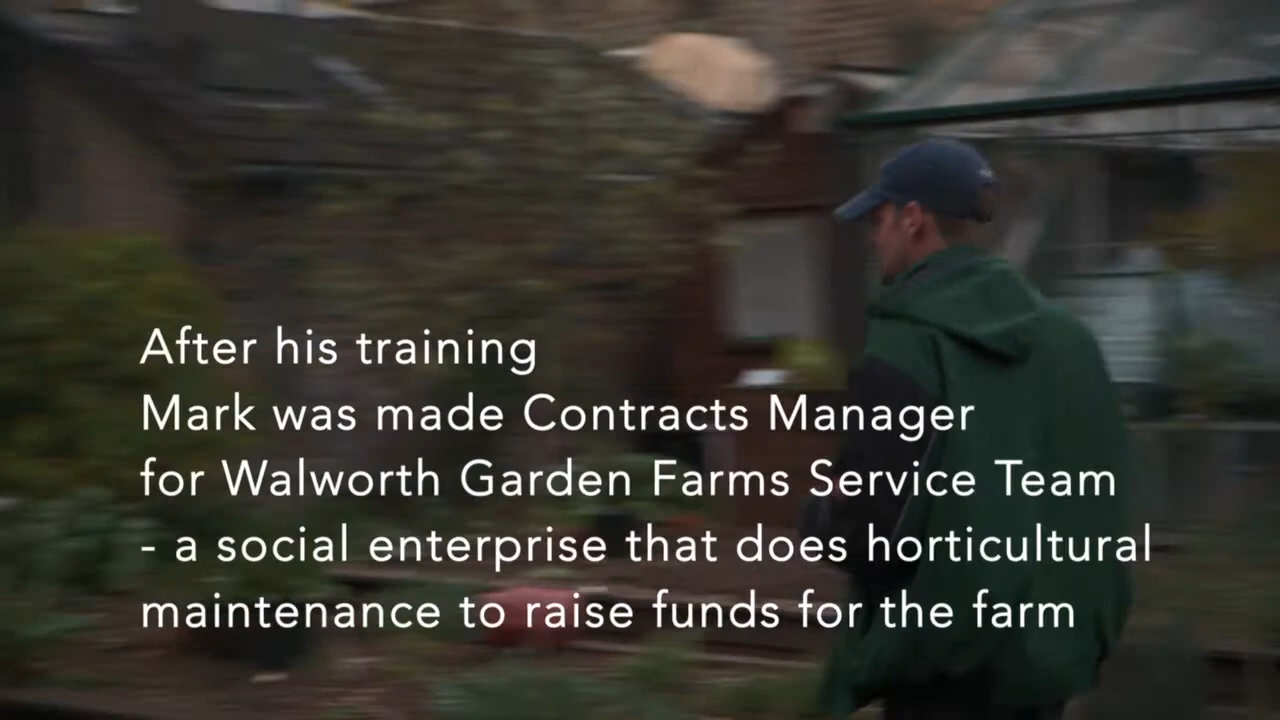 After his training
Mark was made Contracts Manager
for Walworth Garden Farms Service Team
- a social enterprise that does horticultural
maintenance to raise funds for the farm